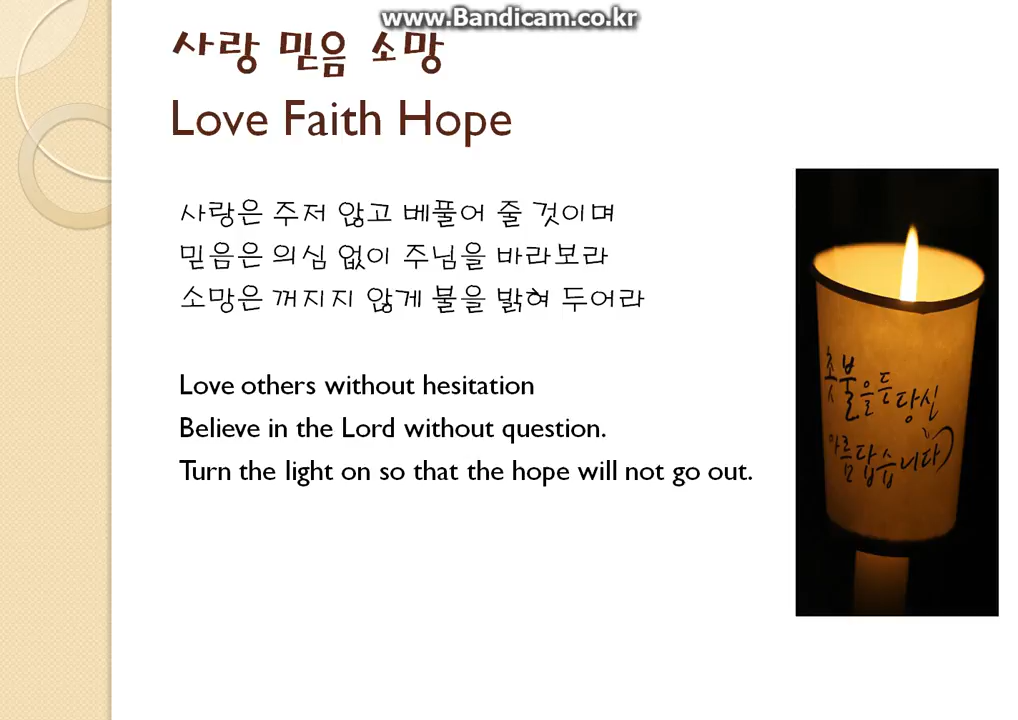 www.Bandicam.co.kr
사랑 믿음 소망
Love Faith Hope
사랑은 주저 않고 베풀어 줄 것이며
믿음은 의심 없이 주님을 바라보라
소망은 꺼지지 않게 불을 밝혀 두어라
Love others without hesitation
Believe in the Lord without question.
Turn the light on so that the hope will not go out.
촛불을 든 당신이
아름답습니다